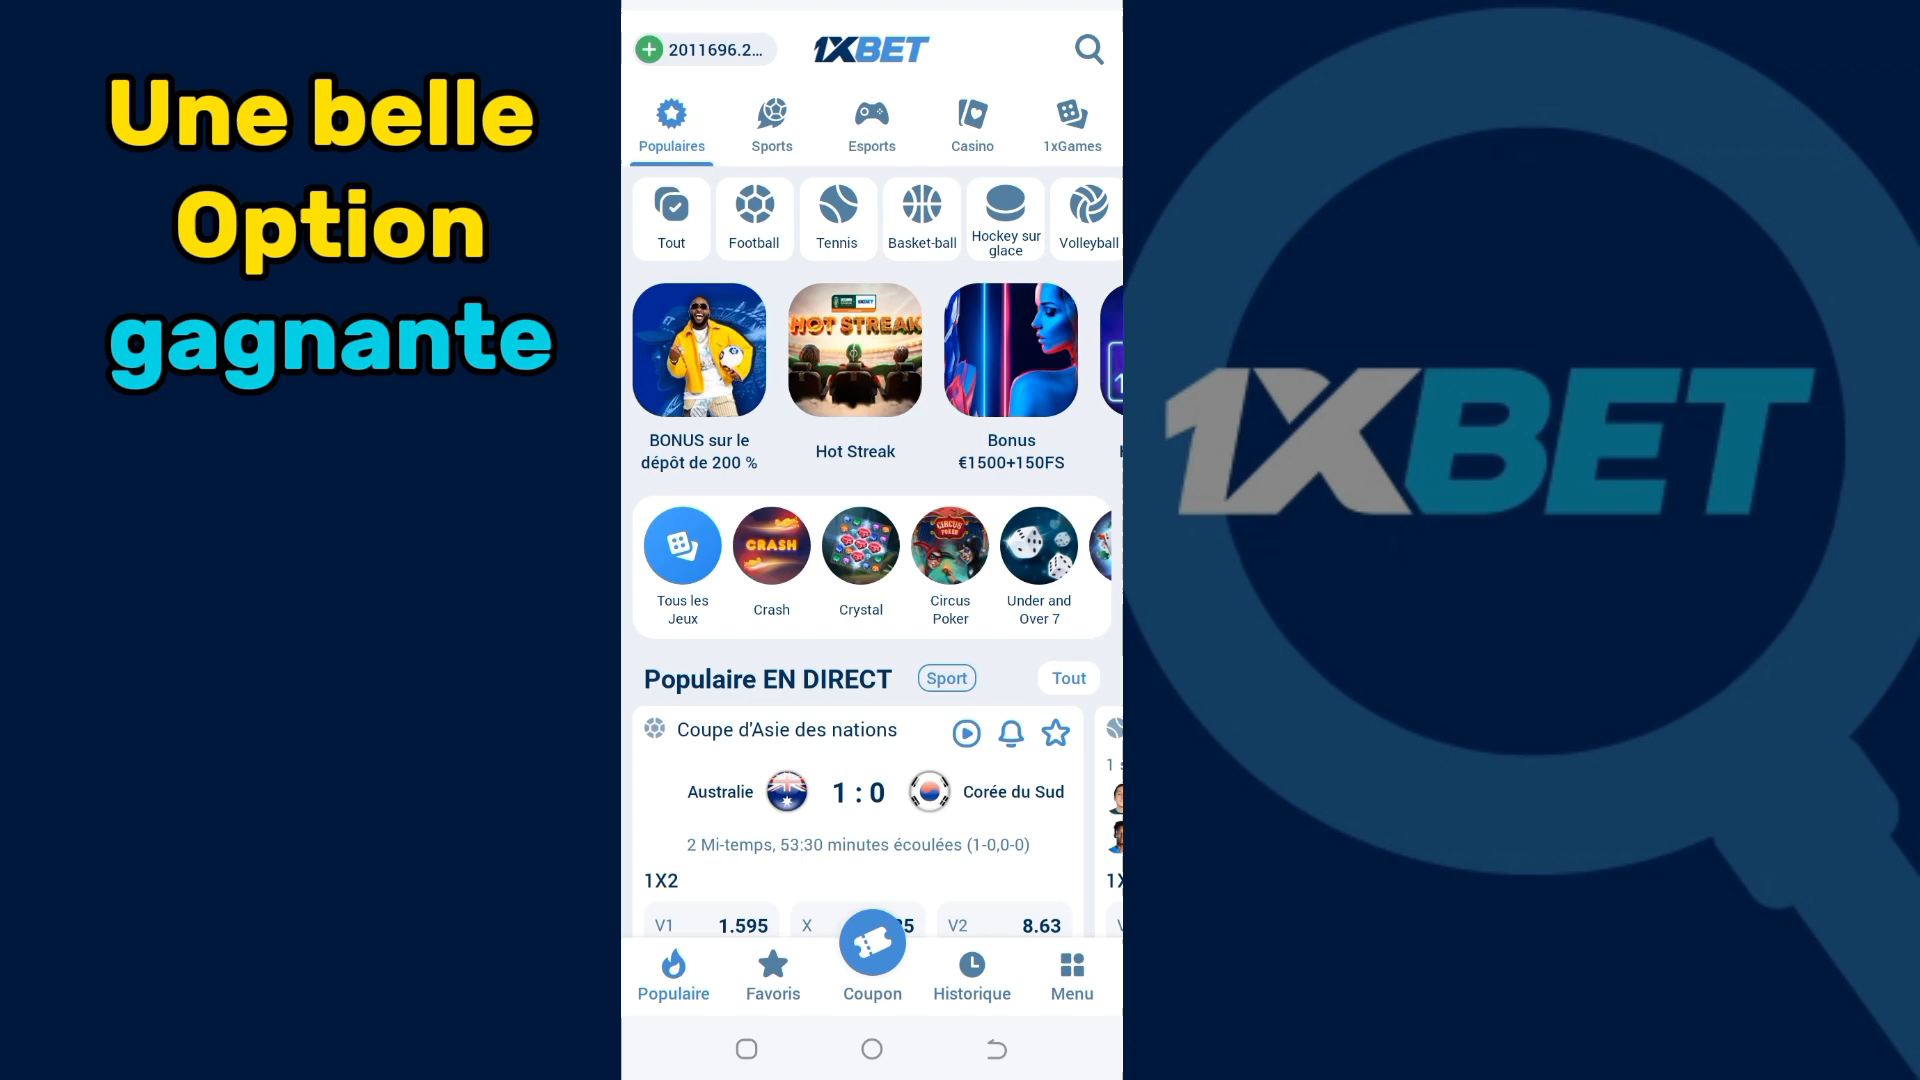 Une belle
Option
gagnante
2011696.2...
1XBET
Populaires
Sports
Esports
Casino
1xGames
Tout
Football
Tennis
Basket-ball
Hockey sur
glace
Volleyball
HOT STREAK
BONUS sur le
dépôt de 200 %
Hot Streak
Bonus
€1500+150FS
CRASH
CIRCUS
POKER
Tous les
Jeux
Crash
Crystal
Circus
Poker
Under and
Over 7
Populaire EN DIRECT
Sport
Tout
Coupe d'Asie des nations
Australie
1 : 0
Corée du Sud
2 Mi-temps, 53:30 minutes écoulées (1-0,0-0)
1X2
V1 1.595
X
V2 8.63
Populaire
Favoris
Coupon
Historique
Menu
1XBET